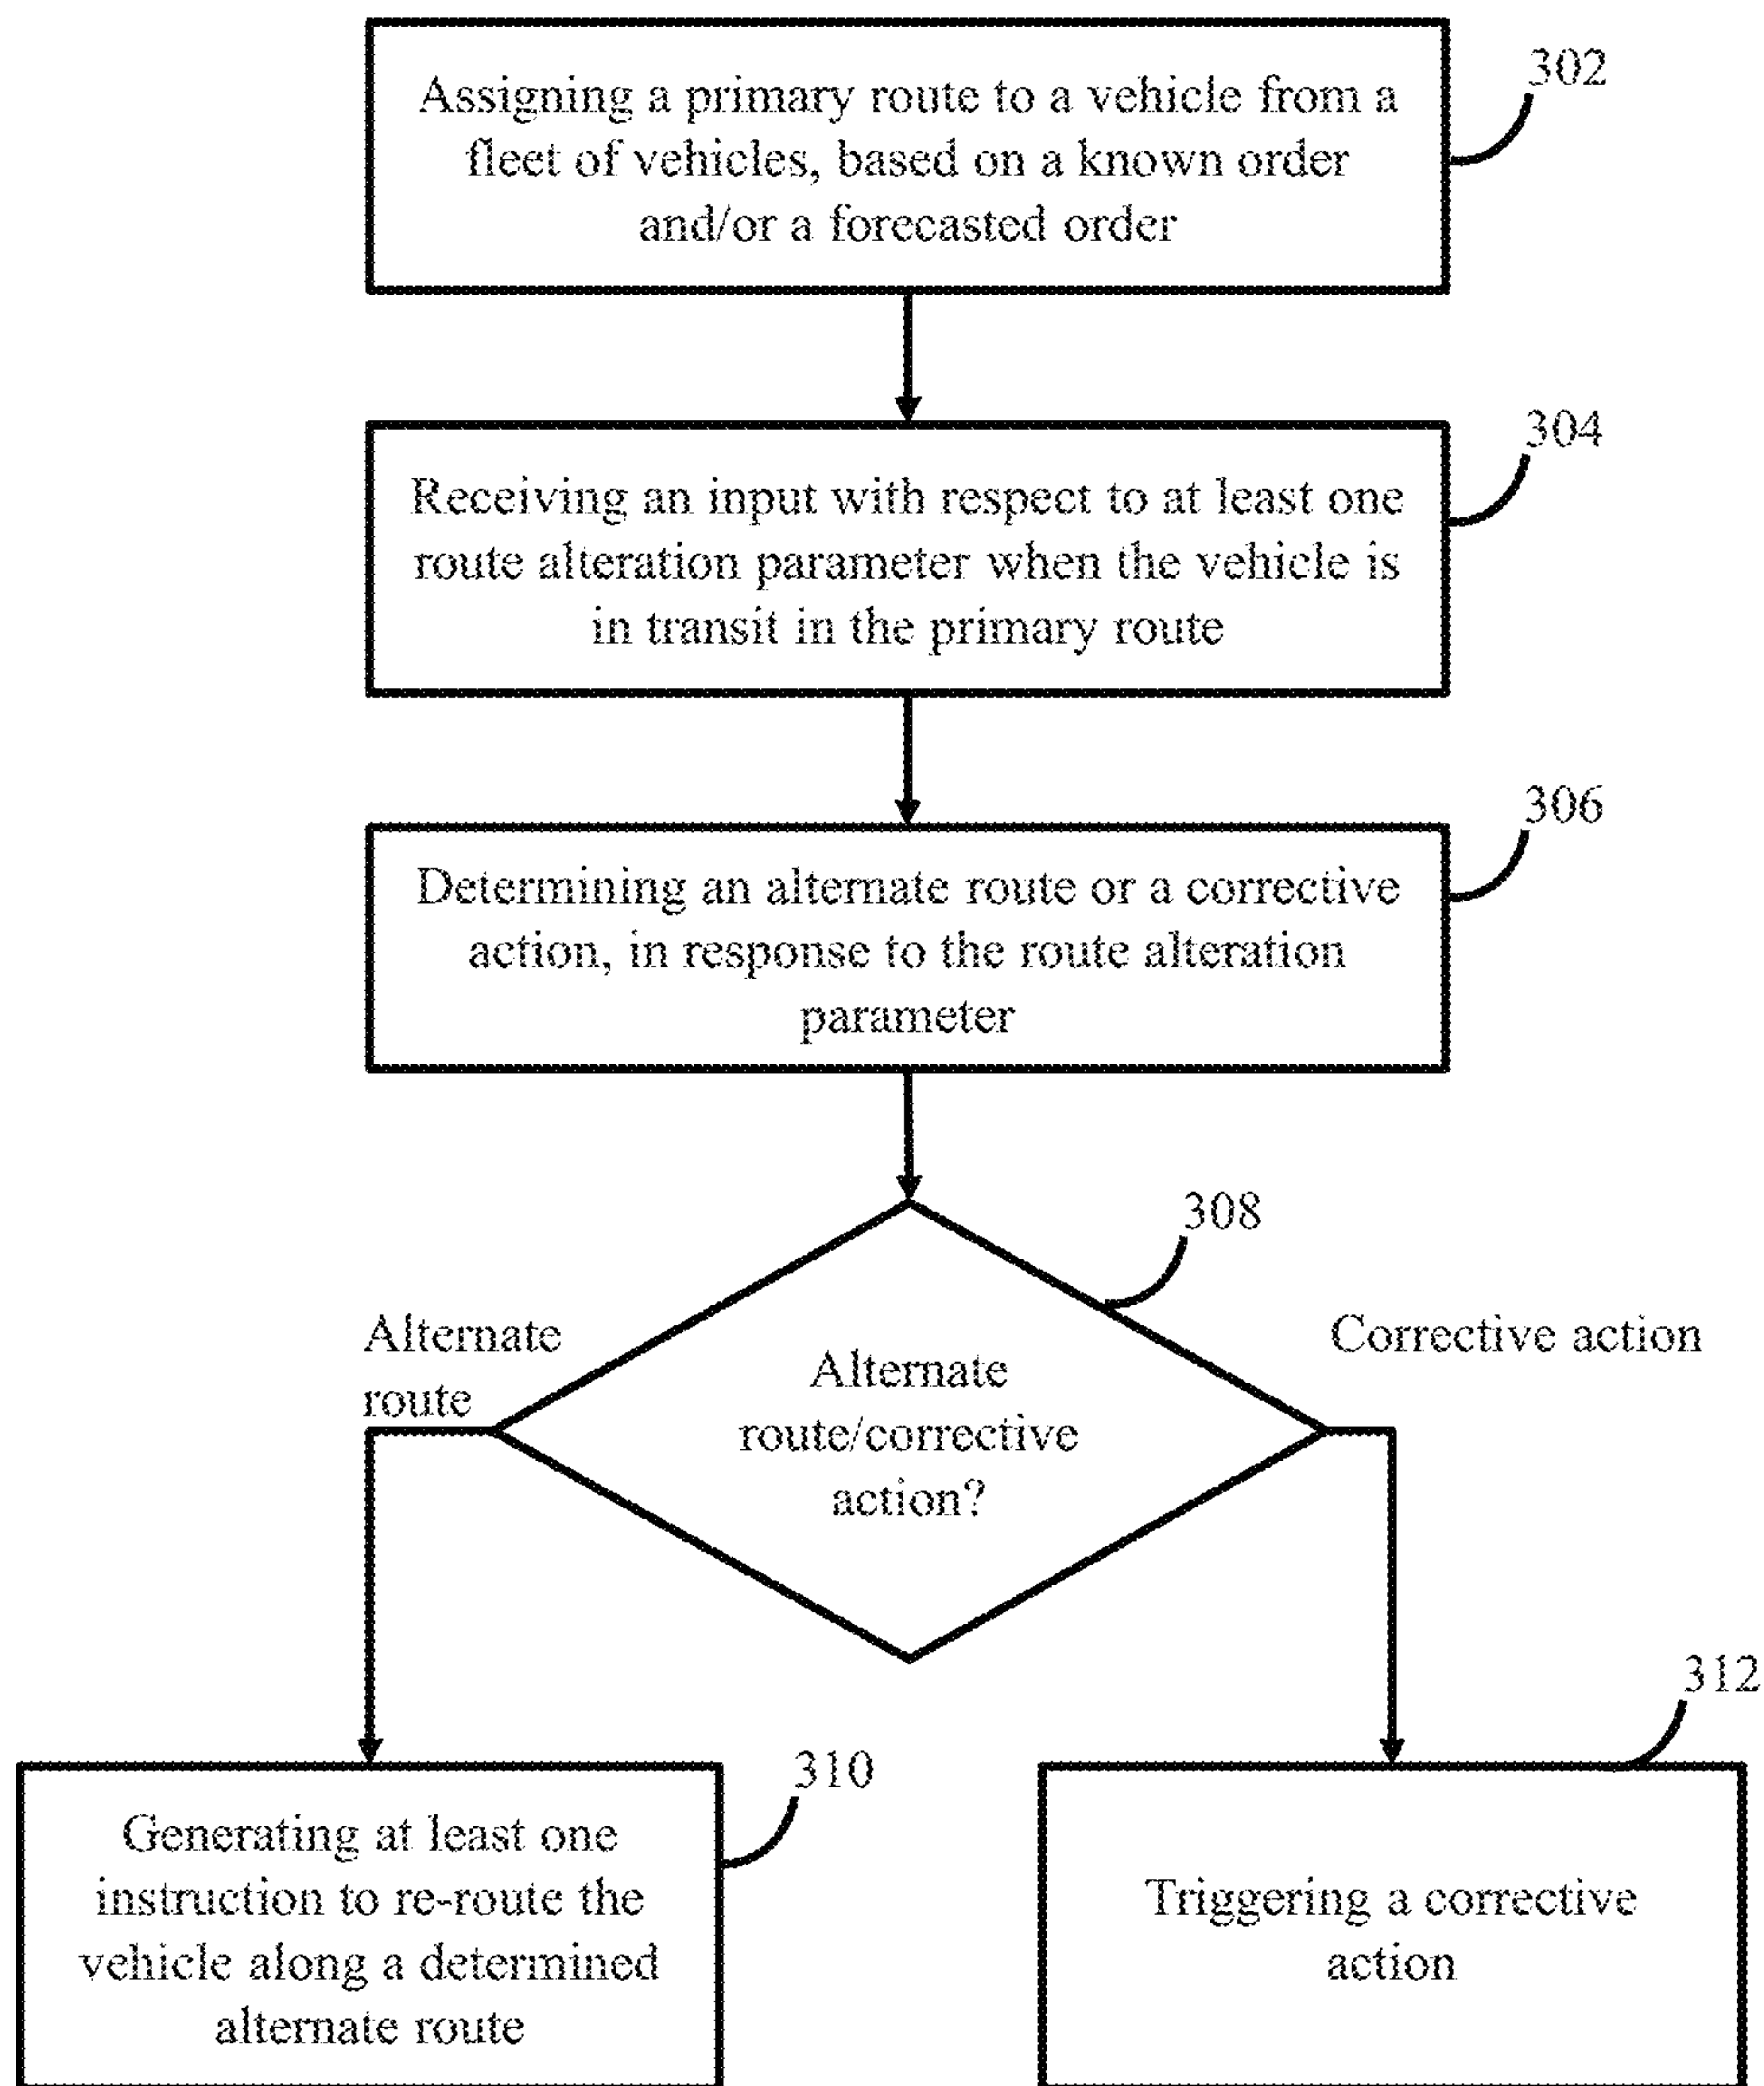 302
Assigning a primary route to a vehicle from a
fleet of vehicles, based on a known order
and/or a forecasted order
304
Receiving an input with respect to at least one
route alteration parameter when the vehicle is
in transit in the primary route
306
Determining an alternate route or a corrective
action, in response to the route alteration
parameter
308
Alternate
route
Corrective action
Alternate
route/corrective
action?
310
Generating at least one
instruction to re-route the
vehicle along a determined
alternate route
312
Triggering a corrective
action